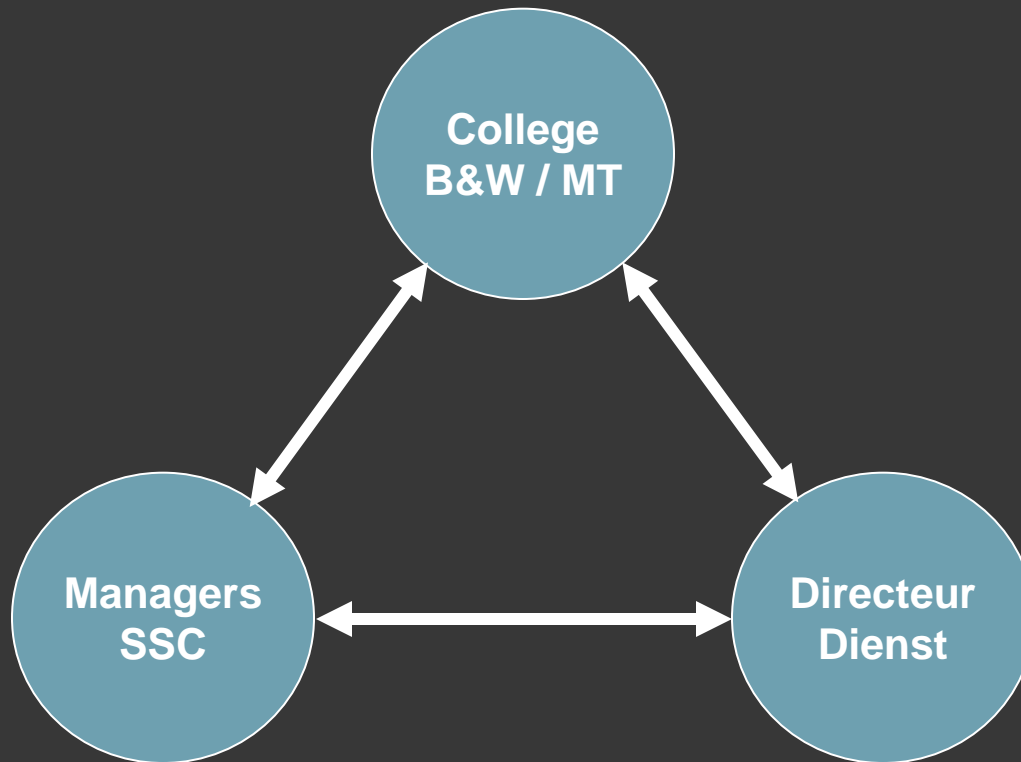 College
B&W / MT
Managers
SSC
Directeur
Dienst